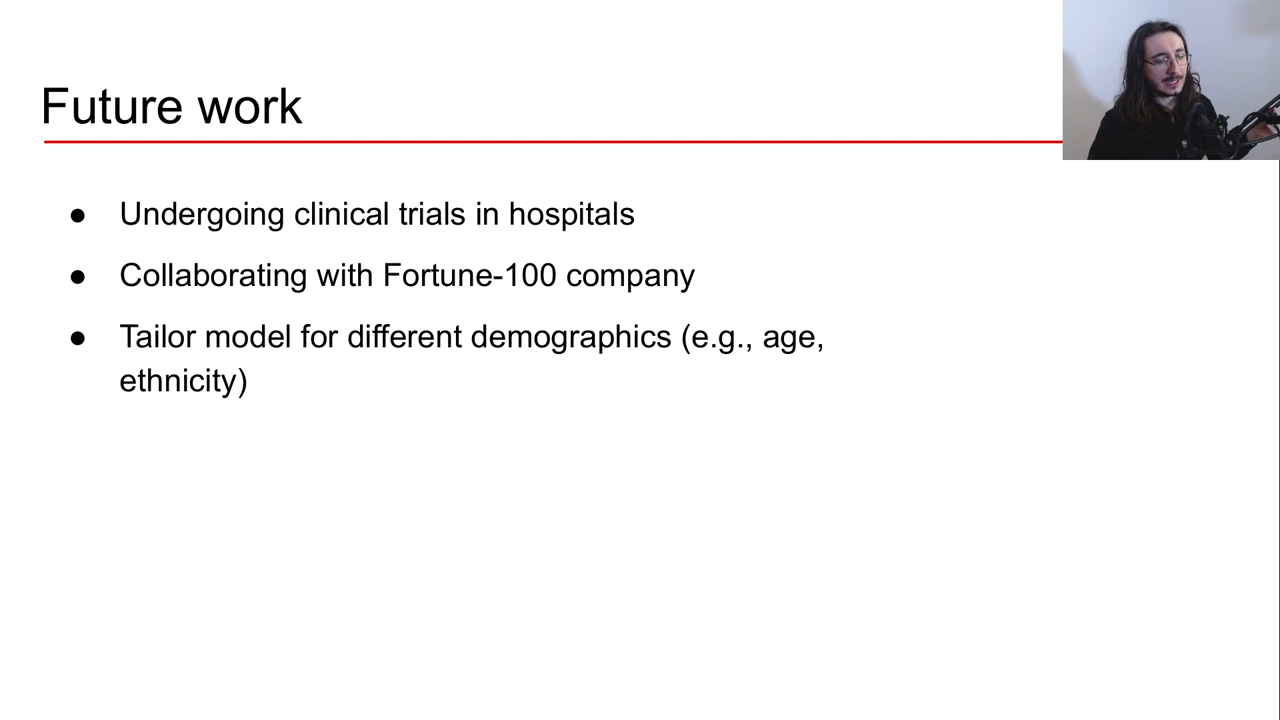 Future work
● Undergoing clinical trials in hospitals
● Collaborating with Fortune-100 company
● Tailor model for different demographics (e.g., age,
ethnicity)